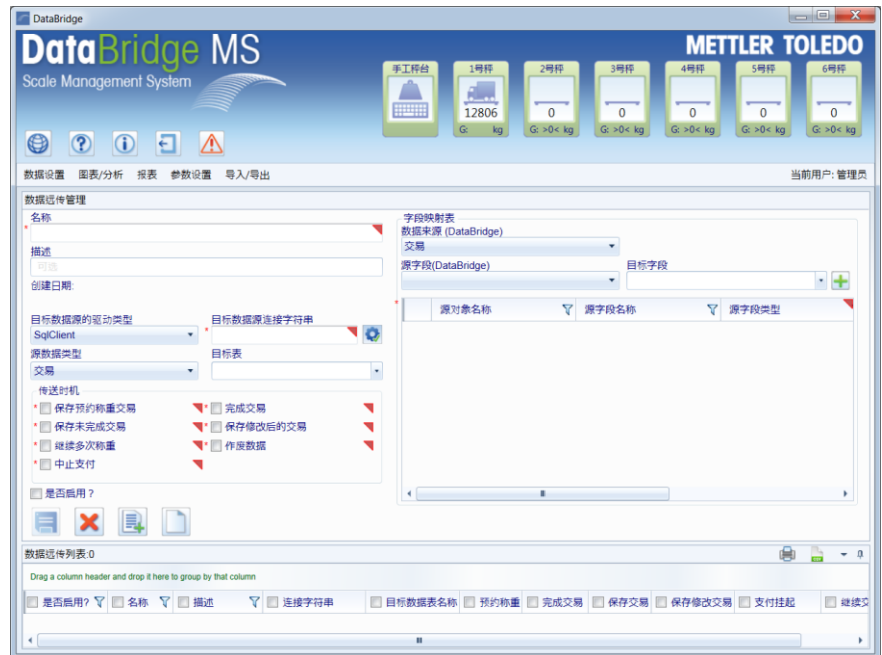 DataBridge
DataBridge MS
Scale Management System
METTLER TOLEDO
手工秤台 1号秤 2号秤 3号秤 4号秤 5号秤 6号秤
12806 0 0 0 0 0
G: kg G: >0< kg G: >0< kg G: >0< kg G: >0< kg G: >0< kg
数据设置 图表/分析 报表 参数设置 导入/导出 当前用户: 管理员
数据远传管理
名称
*
描述
可选
创建日期:
目标数据源的驱动类型 目标数据源连接字符串
SqlClient *
源数据类型 目标表
交易
传送时机
* 保存预约称重交易 * 完成交易
* 保存未完成交易 * 保存修改后的交易
* 继续多次称重 * 作废数据
* 中止支付
是否启用？
字段映射表
数据来源 (DataBridge)
交易
源字段(DataBridge) 目标字段
* 源对象名称 源字段名称 源字段类型
数据远传列表:0
Drag a column header and drop it here to group by that column
是否启用? 名称 描述 连接字符串 目标数据表名称 预约称重 完成交易 保存交易 保存修改交易 支付挂起 继续交